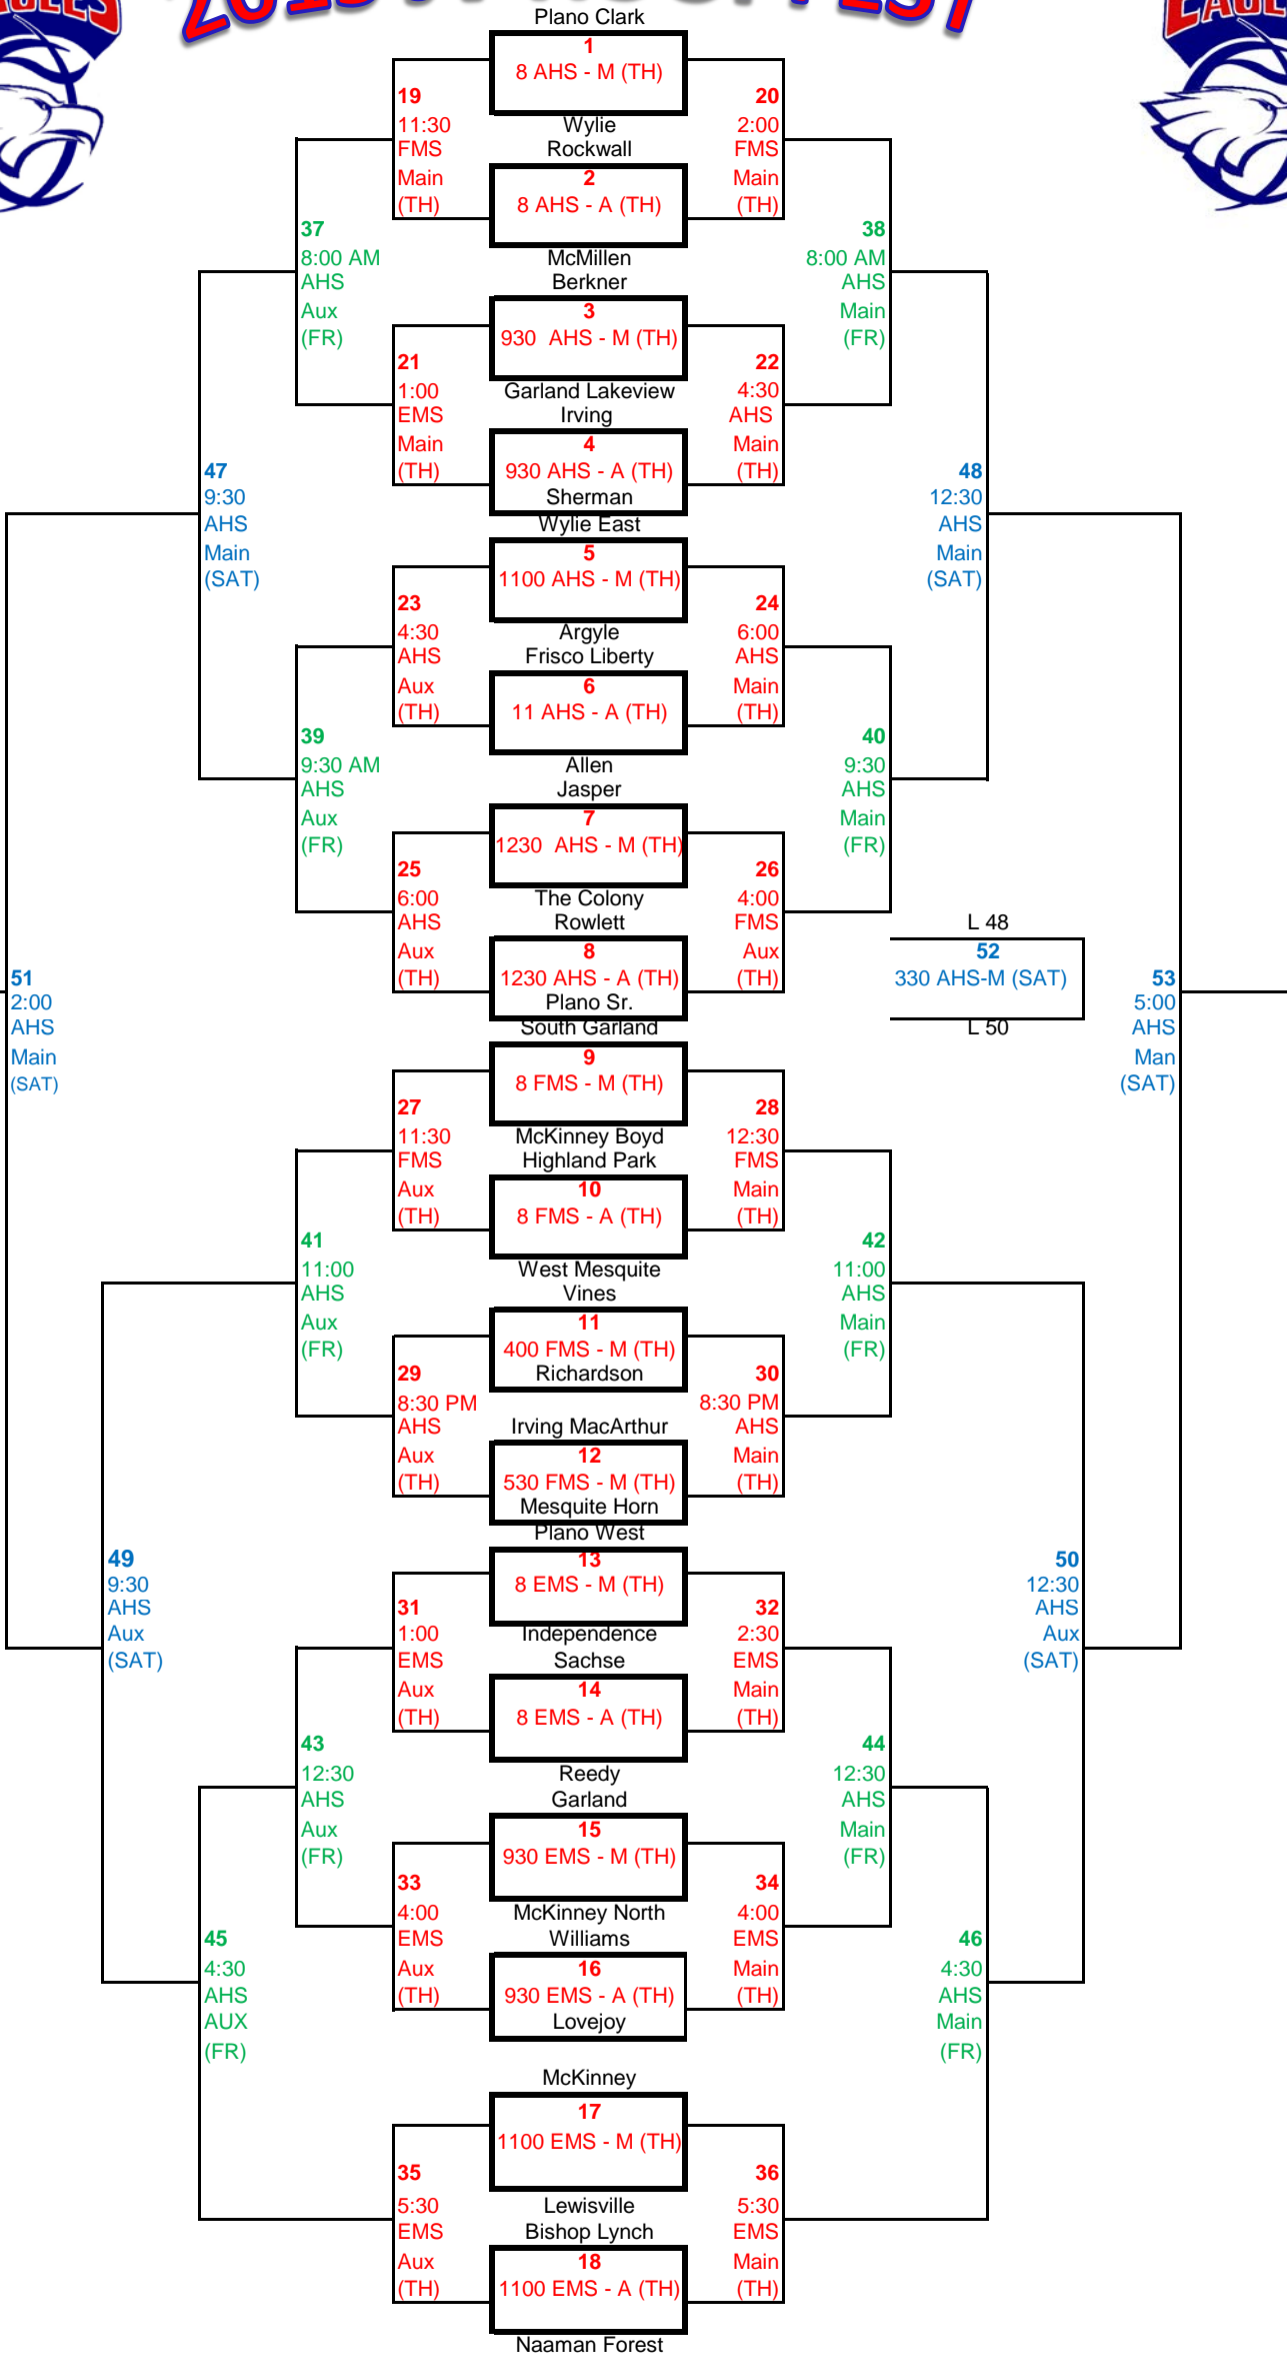 EAGLES
EAGLES
Plano Clark
1
8 AHS - M (TH)
Wylie
19
11:30
FMS
Main
(TH)
20
2:00
FMS
Main
(TH)
Rockwall
2
8 AHS - A (TH)
McMillen
37
8:00 AM
AHS
Aux
(FR)
38
8:00 AM
AHS
Main
(FR)
Berkner
3
930 AHS - M (TH)
Garland Lakeview
21
1:00
EMS
Main
(TH)
22
4:30
AHS
Main
(TH)
Irving
4
930 AHS - A (TH)
Sherman
47
9:30
AHS
Main
(SAT)
48
12:30
AHS
Main
(SAT)
Wylie East
5
1100 AHS - M (TH)
Argyle
23
4:30
AHS
Aux
(TH)
24
6:00
AHS
Main
(TH)
Frisco Liberty
6
11 AHS - A (TH)
Allen
39
9:30 AM
AHS
Aux
(FR)
40
9:30
AHS
Main
(FR)
Jasper
7
1230 AHS - M (TH)
The Colony
25
6:00
AHS
Aux
(TH)
26
4:00
FMS
Aux
(TH)
Rowlett
8
1230 AHS - A (TH)
Plano Sr.
L 48
52
330 AHS-M (SAT)
L 50
51
2:00
AHS
Main
(SAT)
53
5:00
AHS
Man
(SAT)
South Garland
9
8 FMS - M (TH)
McKinney Boyd
27
11:30
FMS
Aux
(TH)
28
12:30
FMS
Main
(TH)
Highland Park
10
8 FMS - A (TH)
West Mesquite
41
11:00
AHS
Aux
(FR)
42
11:00
AHS
Main
(FR)
Vines
11
400 FMS - M (TH)
Richardson
29
8:30 PM
AHS
Aux
(TH)
30
8:30 PM
AHS
Main
(TH)
Irving MacArthur
12
530 FMS - M (TH)
Mesquite Horn
49
9:30
AHS
Aux
(SAT)
50
12:30
AHS
Aux
(SAT)
Plano West
13
8 EMS - M (TH)
Independence
31
1:00
EMS
Aux
(TH)
32
2:30
EMS
Main
(TH)
Sachse
14
8 EMS - A (TH)
Reedy
43
12:30
AHS
Aux
(FR)
44
12:30
AHS
Main
(FR)
Garland
15
930 EMS - M (TH)
McKinney North
33
4:00
EMS
Aux
(TH)
34
4:00
EMS
Main
(TH)
Williams
16
930 EMS - A (TH)
Lovejoy
45
4:30
AHS
AUX
(FR)
46
4:30
AHS
Main
(FR)
McKinney
17
1100 EMS - M (TH)
Lewisville
35
5:30
EMS
Aux
(TH)
36
5:30
EMS
Main
(TH)
Bishop Lynch
18
1100 EMS - A (TH)
Naaman Forest